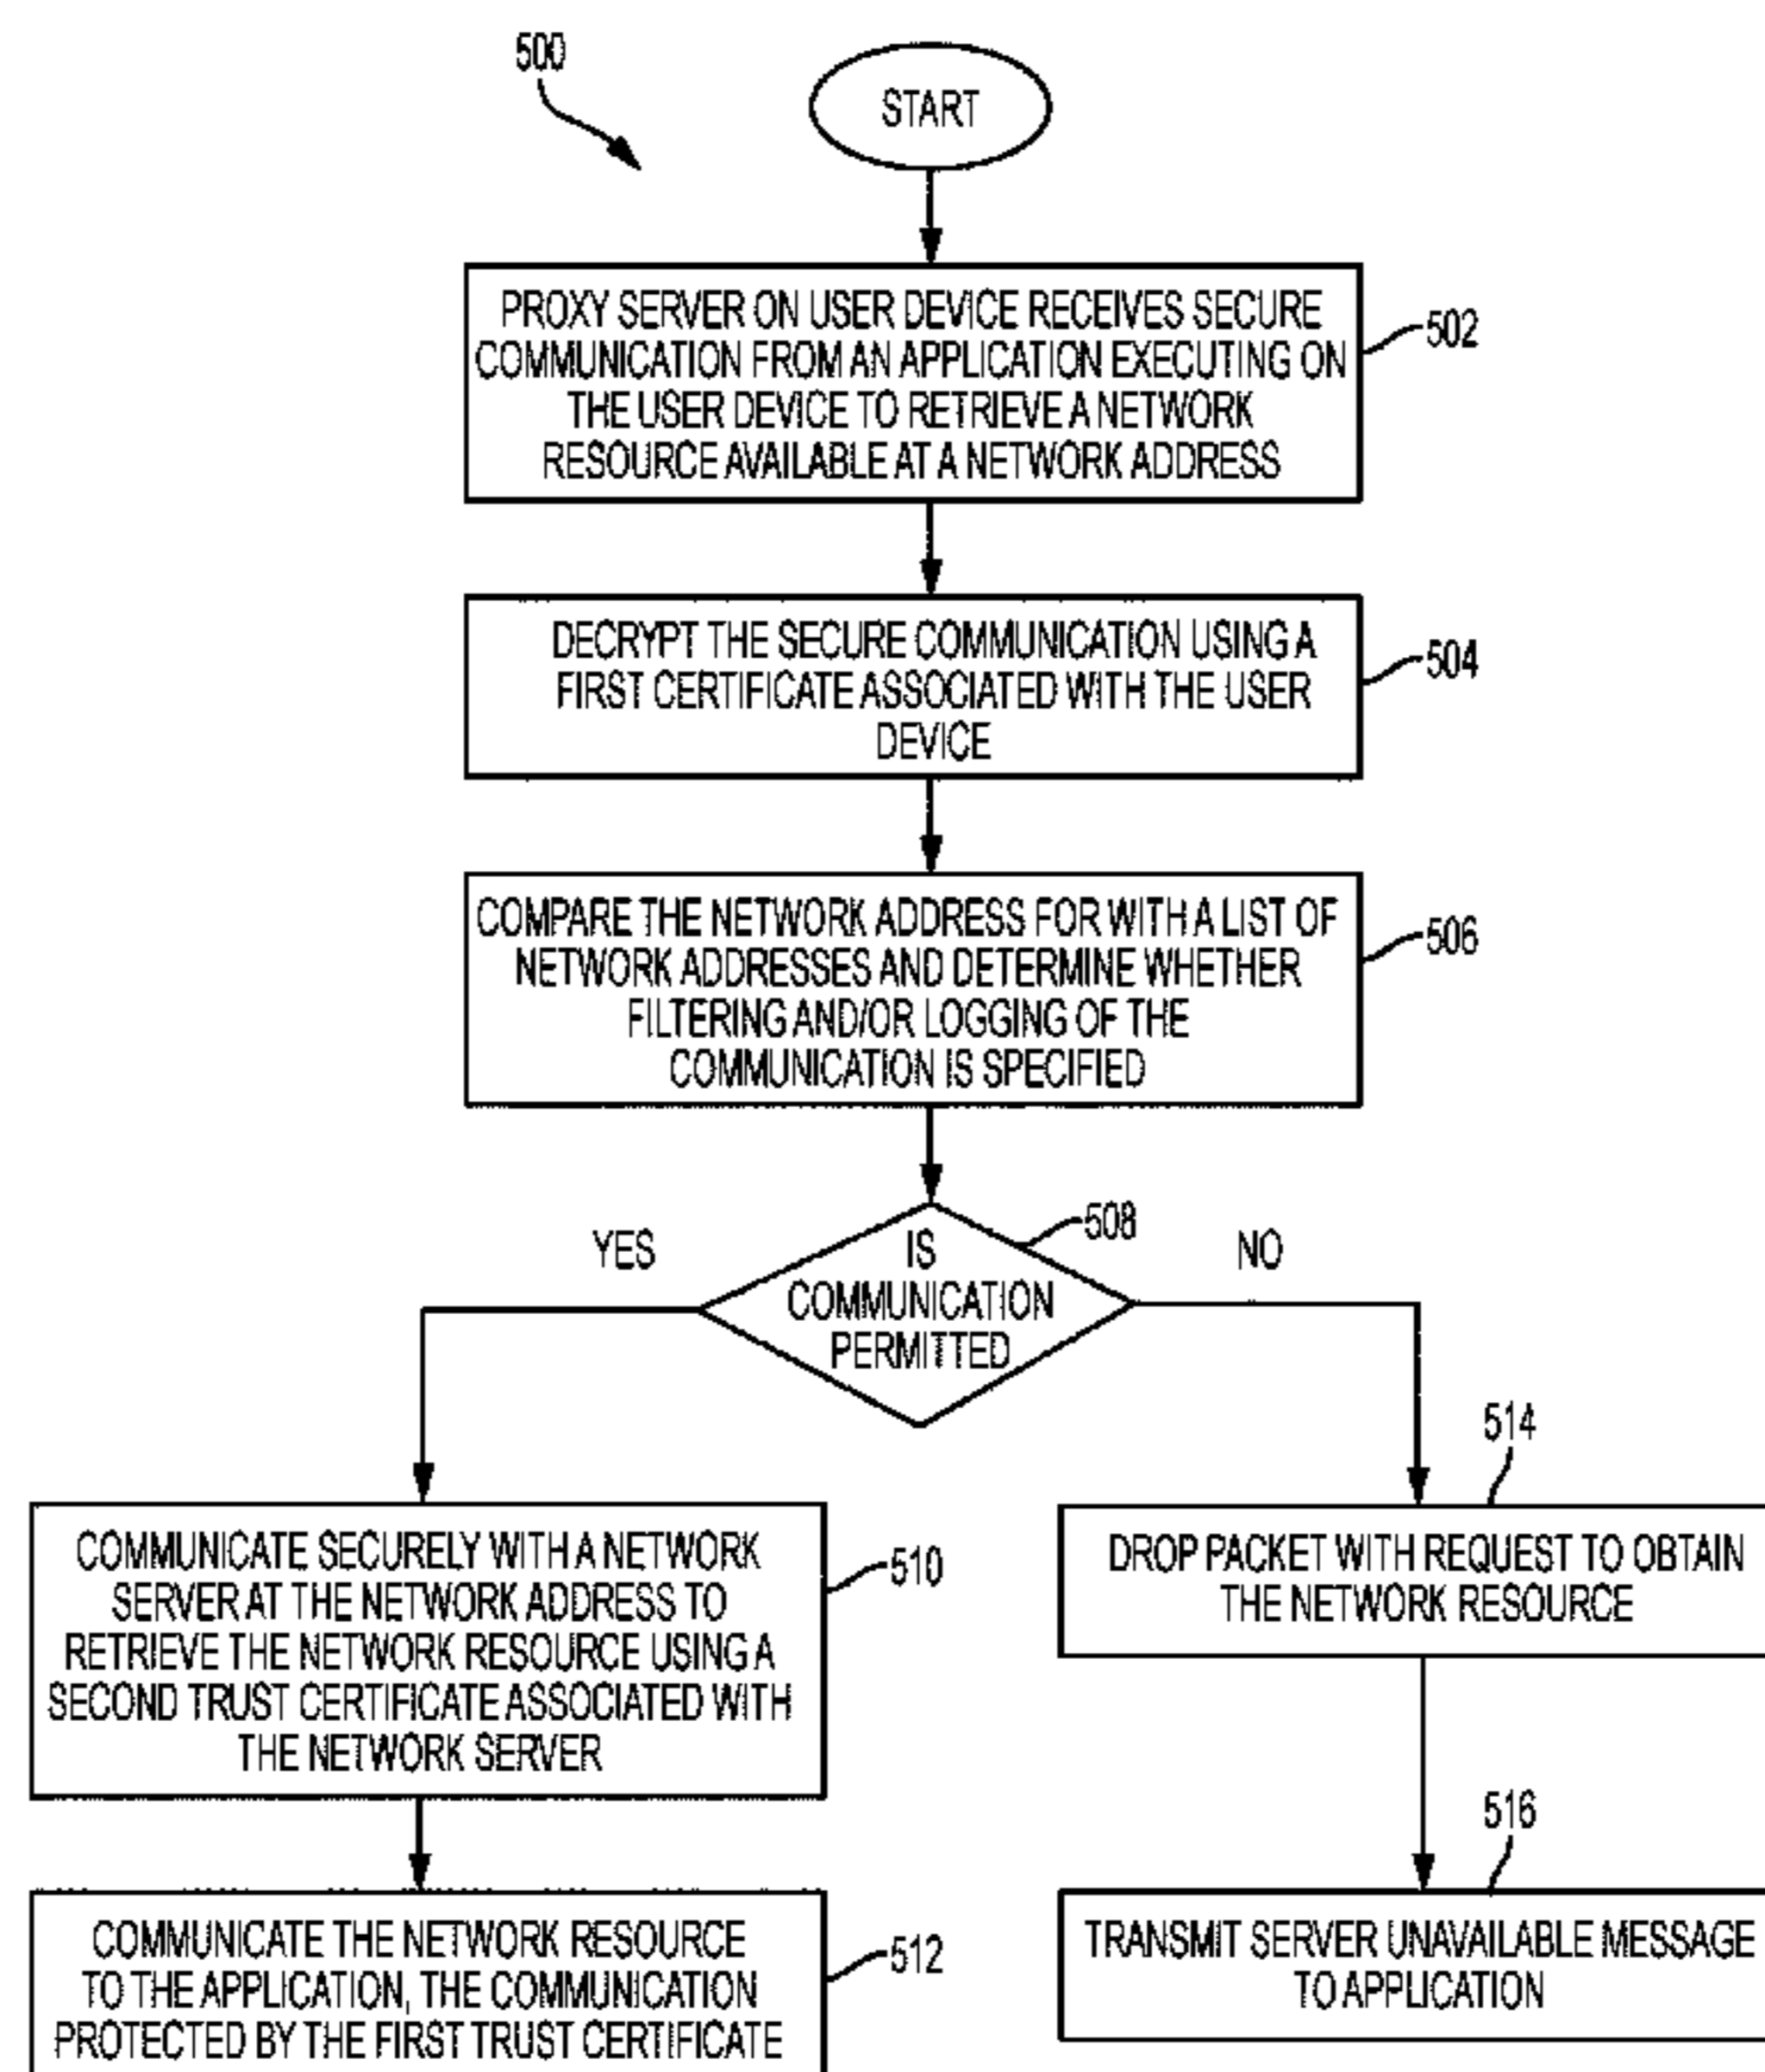 500
START
PROXY SERVER ON USER DEVICE RECEIVES SECURE
COMMUNICATION FROM AN APPLICATION EXECUTING ON
THE USER DEVICE TO RETRIEVE A NETWORK
RESOURCE AVAILABLE AT A NETWORK ADDRESS
502
DECRYPT THE SECURE COMMUNICATION USING A
FIRST CERTIFICATE ASSOCIATED WITH THE USER
DEVICE
504
COMPARE THE NETWORK ADDRESS FOR WITH A LIST OF
NETWORK ADDRESSES AND DETERMINE WHETHER
FILTERING AND/OR LOGGING OF THE
COMMUNICATION IS SPECIFIED
506
508
YES
IS
COMMUNICATION
PERMITTED
NO
COMMUNICATE SECURELY WITH A NETWORK
SERVER AT THE NETWORK ADDRESS TO
RETRIEVE THE NETWORK RESOURCE USING A
SECOND TRUST CERTIFICATE ASSOCIATED WITH
THE NETWORK SERVER
510
514
DROP PACKET WITH REQUEST TO OBTAIN
THE NETWORK RESOURCE
COMMUNICATE THE NETWORK RESOURCE
TO THE APPLICATION, THE COMMUNICATION
PROTECTED BY THE FIRST TRUST CERTIFICATE
512
516
TRANSMIT SERVER UNAVAILABLE MESSAGE
TO APPLICATION